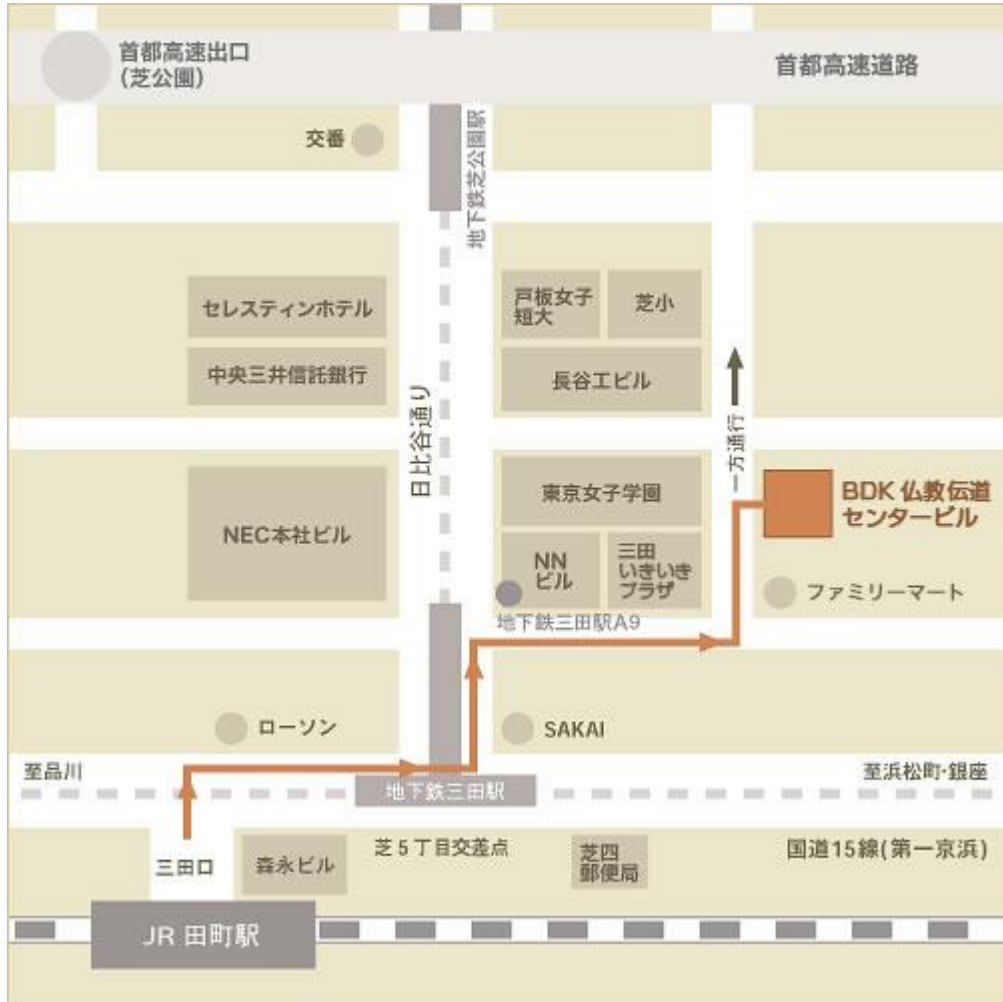 首都高速出口
(芝公園)
首都高速道路
交番
地下鉄芝公園駅
セレスティンホテル
戸板女子
短大
芝小
中央三井信託銀行
長谷工ビル
日比谷通り
一方通行
NEC本社ビル
東京女子学園
BDK 仏教伝道
センタービル
NN
ビル
三田
いきいき
プラザ
ファミリーマート
地下鉄三田駅A9
ローソン
SAKAI
至品川
至浜松町・銀座
地下鉄三田駅
三田口
森永ビル
芝5丁目交差点
芝四
郵便局
国道15線(第一京浜)
JR 田町駅